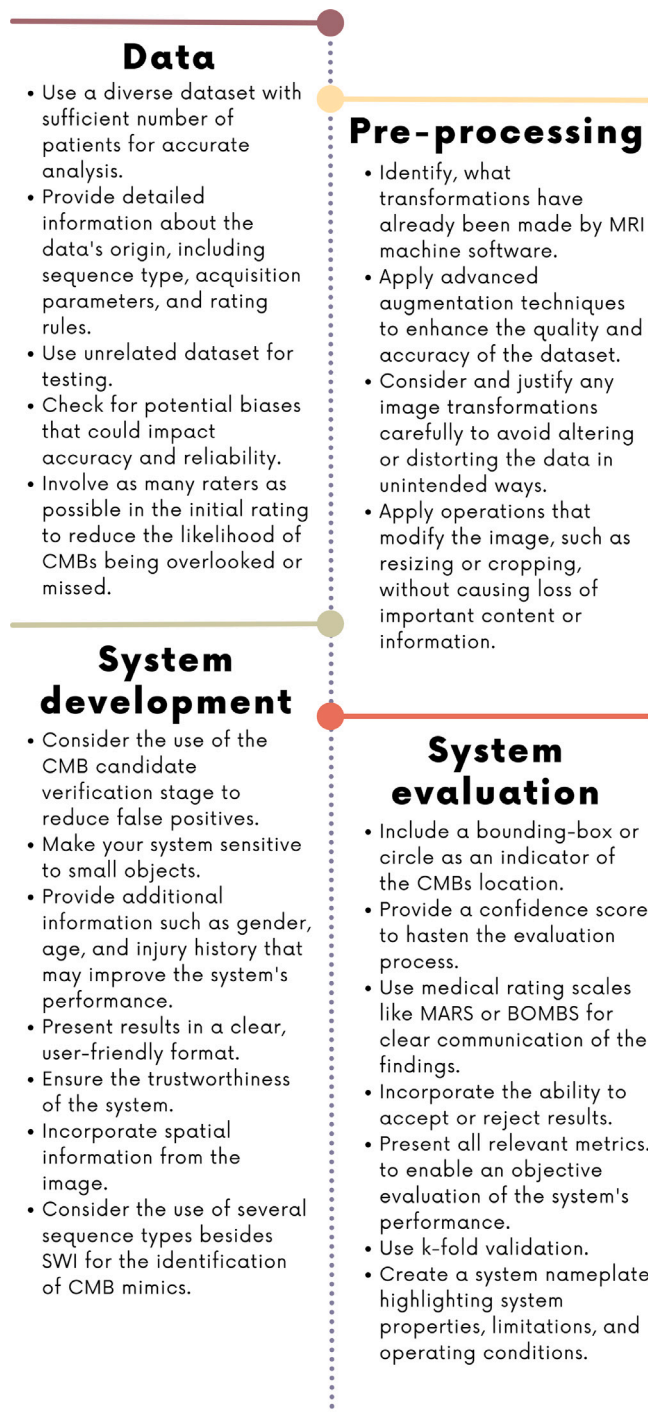 Data
• Use a diverse dataset with
sufficient number of
patients for accurate
analysis.
• Provide detailed
information about the
data's origin, including
sequence type, acquisition
parameters, and rating
rules.
• Use unrelated dataset for
testing.
• Check for potential biases
that could impact
accuracy and reliability.
• Involve as many raters as
possible in the initial rating
to reduce the likelihood of
CMBs being overlooked or
missed.
Pre-processing
• Identify, what
transformations have
already been made by MRI
machine software.
• Apply advanced
augmentation techniques
to enhance the quality and
accuracy of the dataset.
• Consider and justify any
image transformations
carefully to avoid altering
or distorting the data in
unintended ways.
• Apply operations that
modify the image, such as
resizing or cropping,
without causing loss of
important content or
information.
System
development
• Consider the use of the
CMB candidate
verification stage to
reduce false positives.
• Make your system sensitive
to small objects.
• Provide additional
information such as gender,
age, and injury history that
may improve the system's
performance.
• Present results in a clear,
user-friendly format.
• Ensure the trustworthiness
of the system.
• Incorporate spatial
information from the
image.
• Consider the use of several
sequence types besides
SWI for the identification
of CMB mimics.
System
evaluation
• Include a bounding-box or
circle as an indicator of
the CMBs location.
• Provide a confidence score
to hasten the evaluation
process.
• Use medical rating scales
like MARS or BOMBS for
clear communication of the
findings.
• Incorporate the ability to
accept or reject results.
• Present all relevant metrics.
to enable an objective
evaluation of the system's
performance.
• Use k-fold validation.
• Create a system nameplate
highlighting system
properties, limitations, and
operating conditions.